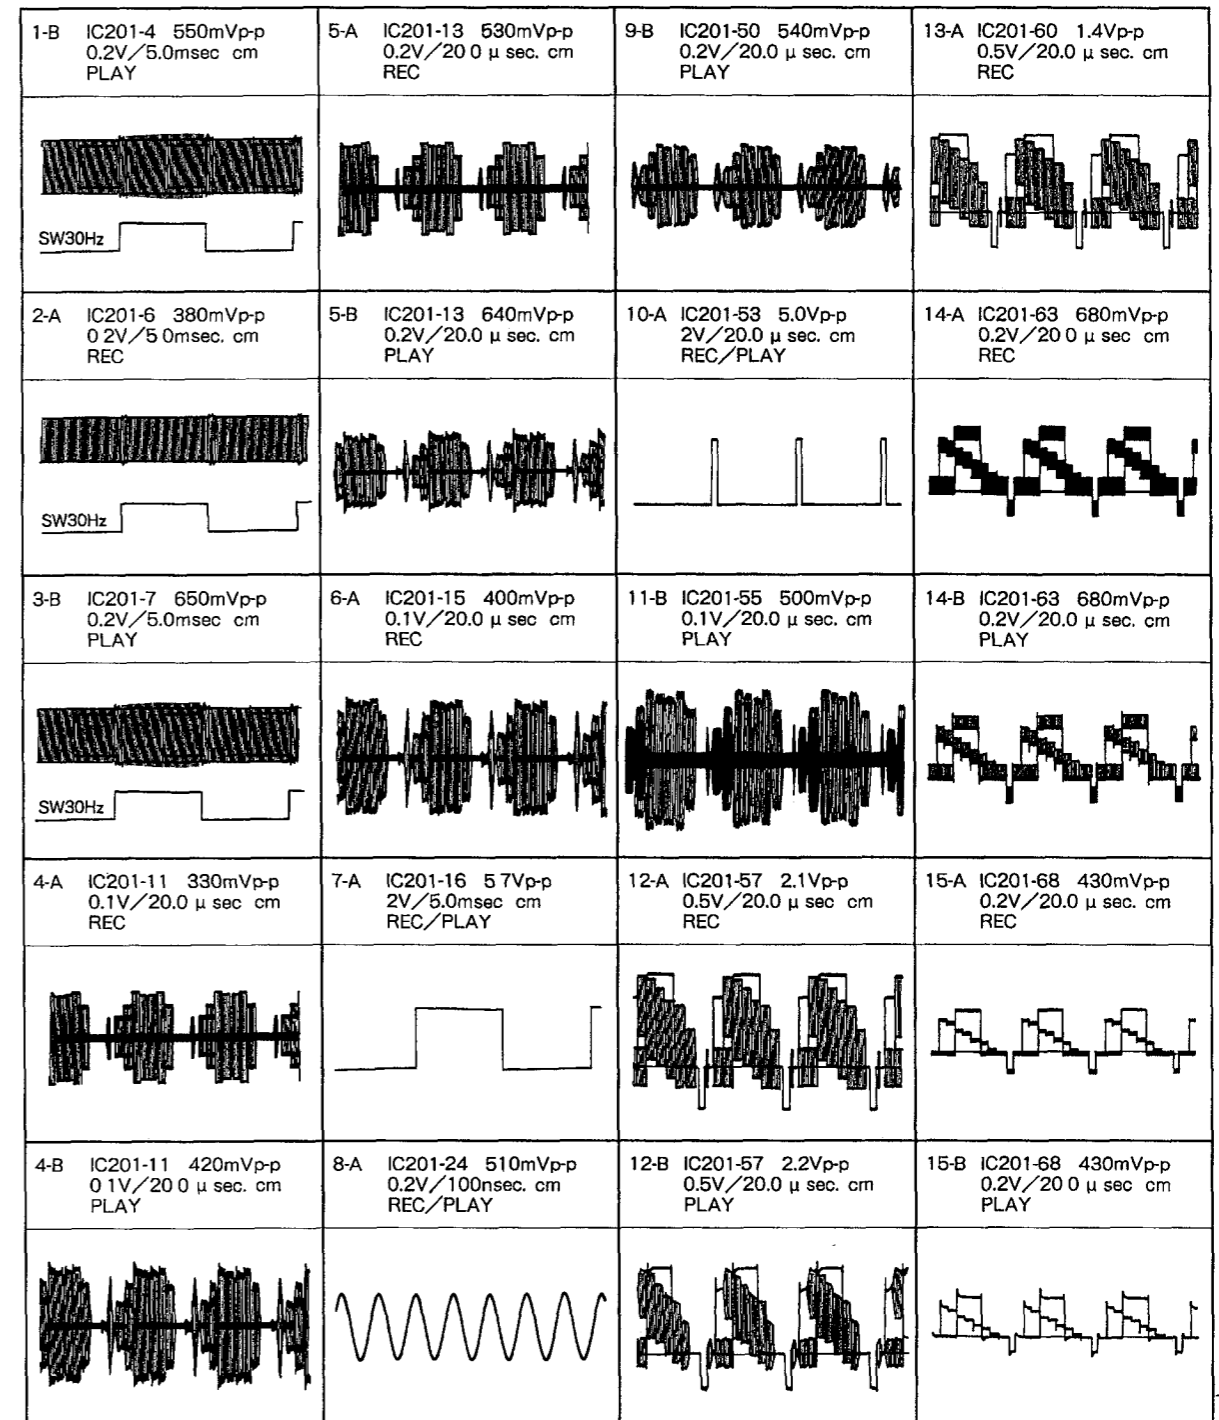 1-B IC201-4 550mVp-p
0.2V/5.0msec cm
PLAY
SW30Hz
2-A IC201-6 380mVp-p
0 2V/5 0msec. cm
REC
SW30Hz
3-B IC201-7 650mVp-p
0.2V/5.0msec cm
PLAY
SW30Hz
4-A IC201-11 330mVp-p
0.1V/20.0 μ sec cm
REC
4-B IC201-11 420mVp-p
0 1V/20 0 μ sec. cm
PLAY
5-A IC201-13 530mVp-p
0.2V/20 0 μ sec. cm
REC
5-B IC201-13 640mVp-p
0.2V/20.0 μ sec. cm
PLAY
6-A IC201-15 400mVp-p
0.1V/20.0 μ sec cm
REC
7-A IC201-16 5 7Vp-p
2V/5.0msec cm
REC/PLAY
8-A IC201-24 510mVp-p
0.2V/100nsec. cm
REC/PLAY
9-B IC201-50 540mVp-p
0.2V/20.0 μ sec. cm
PLAY
10-A IC201-53 5.0Vp-p
2V/20.0 μ sec. cm
REC/PLAY
11-B IC201-55 500mVp-p
0.1V/20.0 μ sec. cm
PLAY
12-A IC201-57 2.1Vp-p
0.5V/20.0 μ sec cm
REC
12-B IC201-57 2.2Vp-p
0.5V/20.0 μ sec. cm
PLAY
13-A IC201-60 1.4Vp-p
0.5V/20.0 μ sec. cm
REC
14-A IC201-63 680mVp-p
0.2V/20 0 μ sec. cm
REC
14-B IC201-63 680mVp-p
0.2V/20.0 μ sec. cm
PLAY
15-A IC201-68 430mVp-p
0.2V/20.0 μ sec. cm
REC
15-B IC201-68 430mVp-p
0.2V/20 0 μ sec cm
PLAY